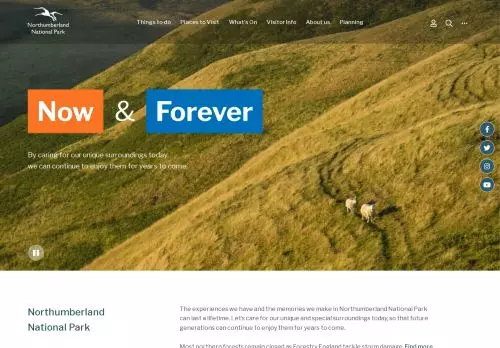 Northumberland
National Park
Things to do Places to Visit What's On Visitor Info About us Planning
Now & Forever
By caring for our unique surroundings today,
we can continue to enjoy them for years to come.
Northumberland
National Park
The experiences we have and the memories we make in Northumberland National Park
can last a lifetime. Let's care for our unique and special surroundings today, so that future
generations can continue to enjoy them for years to come.
Most northern forests remain closed as Forestry England tackle storm damage. Find more